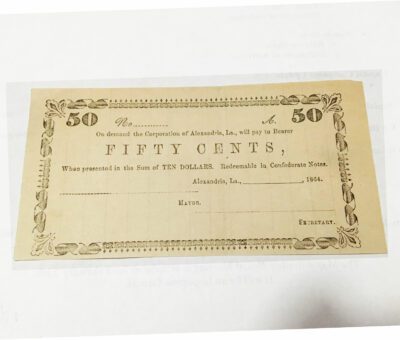 50 No............ A. 50
On demand the Corporation of Alexandria, La., will pay to Bearer
FIFTY CENTS,
When presented in the Sum of TEN DOLLARS. Redeemable in Confederate Notes.
Alexandria, La., ____________, 1864.
MAYOR.
SECRETARY.